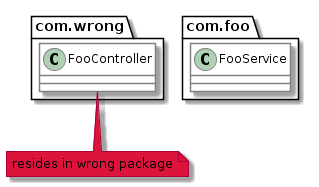 com.wrong
com.foo
C FooController
C FooService
resides in wrong package